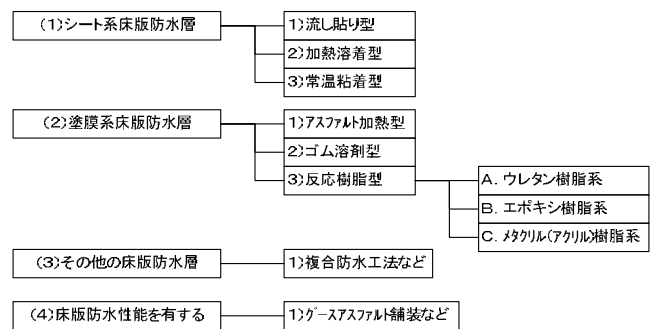 (1)シート系床版防水層
1)流し貼り型
2)加熱溶着型
3)常温粘着型
(2)塗膜系床版防水層
1)アスファルト加熱型
2)ゴム溶剤型
3)反応樹脂型
A. ウレタン樹脂系
B. エポキシ樹脂系
C. メタクリル(アクリル)樹脂系
(3)その他の床版防水層
1)複合防水工法など
(4)床版防水性能を有する
1)グースアスファルト舗装など